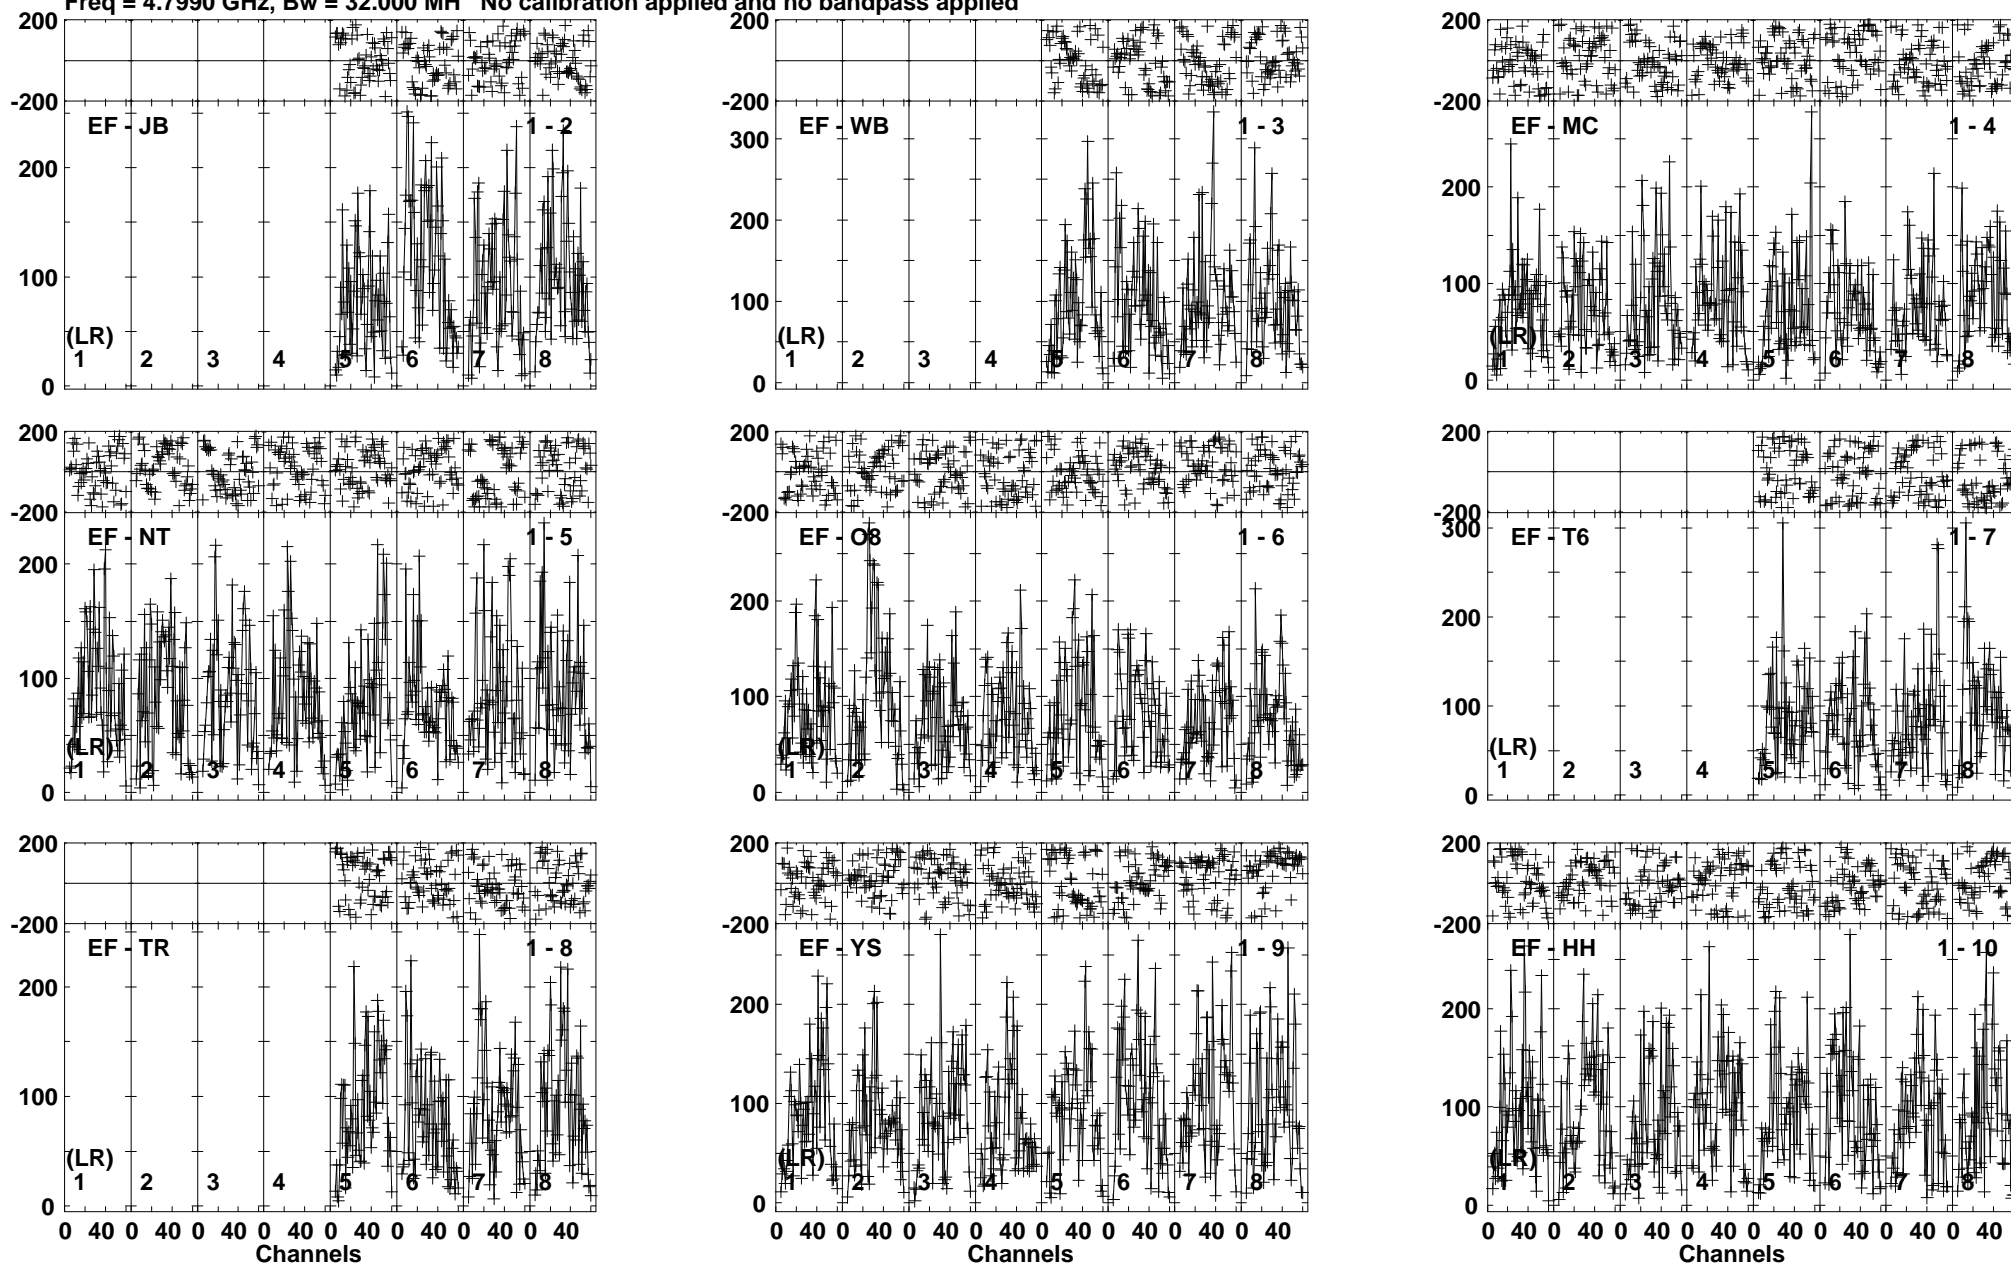 Freq = 4.7990 GHz, Bw = 32.000 MH No calibration applied and no bandpass applied
200 200 200
-200 -200 -200
EF - JB 1 - 2 EF - WB 1 - 3 EF - MC 1 - 4
300
200 200 200
100 100 100
(LR) (LR) (LR)
1 2 3 4 5 6 7 8 1 2 3 4 5 6 7 8 1 2 3 4 5 6 7 8
0 0 0
200 200 200
-200 -200 -200
300
EF - NT 1 - 5 EF - O8 1 - 6 EF - T6 1 - 7
200 200 200
100 100 100
(LR) (LR) (LR)
1 2 3 4 5 6 7 8 1 2 3 4 5 6 7 8 1 2 3 4 5 6 7 8
0 0 0
200 200 200
-200 -200 -200
EF - TR 1 - 8 EF - YS 1 - 9 EF - HH 1 - 10
200 200 200
100 100 100
(LR) (LR) (LR)
1 2 3 4 5 6 7 8 1 2 3 4 5 6 7 8 1 2 3 4 5 6 7 8
0 0 0
0 40 0 40 0 40 0 40 0 40 0 40 0 40 0 40 0 40 0 40 0 40 0 40 0 40 0 40 0 40 0 40 0 40 0 40 0 40 0 40 0 40 0 40 0 40 0 40
Channels Channels Channels